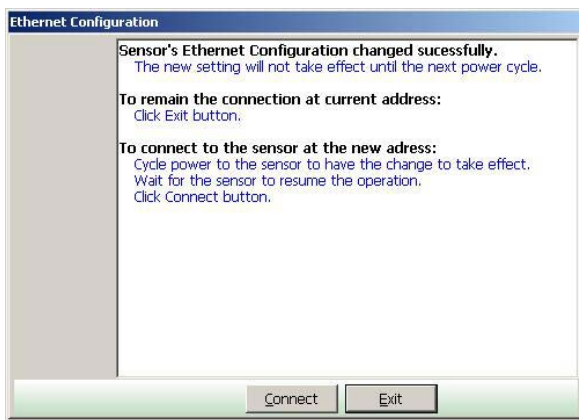 Ethernet Configuration
Sensor's Ethernet Configuration changed sucessfully.
The new setting will not take effect until the next power cycle.
To remain the connection at current address:
Click Exit button.
To connect to the sensor at the new adress:
Cycle power to the sensor to have the change to take effect.
Wait for the sensor to resume the operation.
Click Connect button.
Connect
Exit